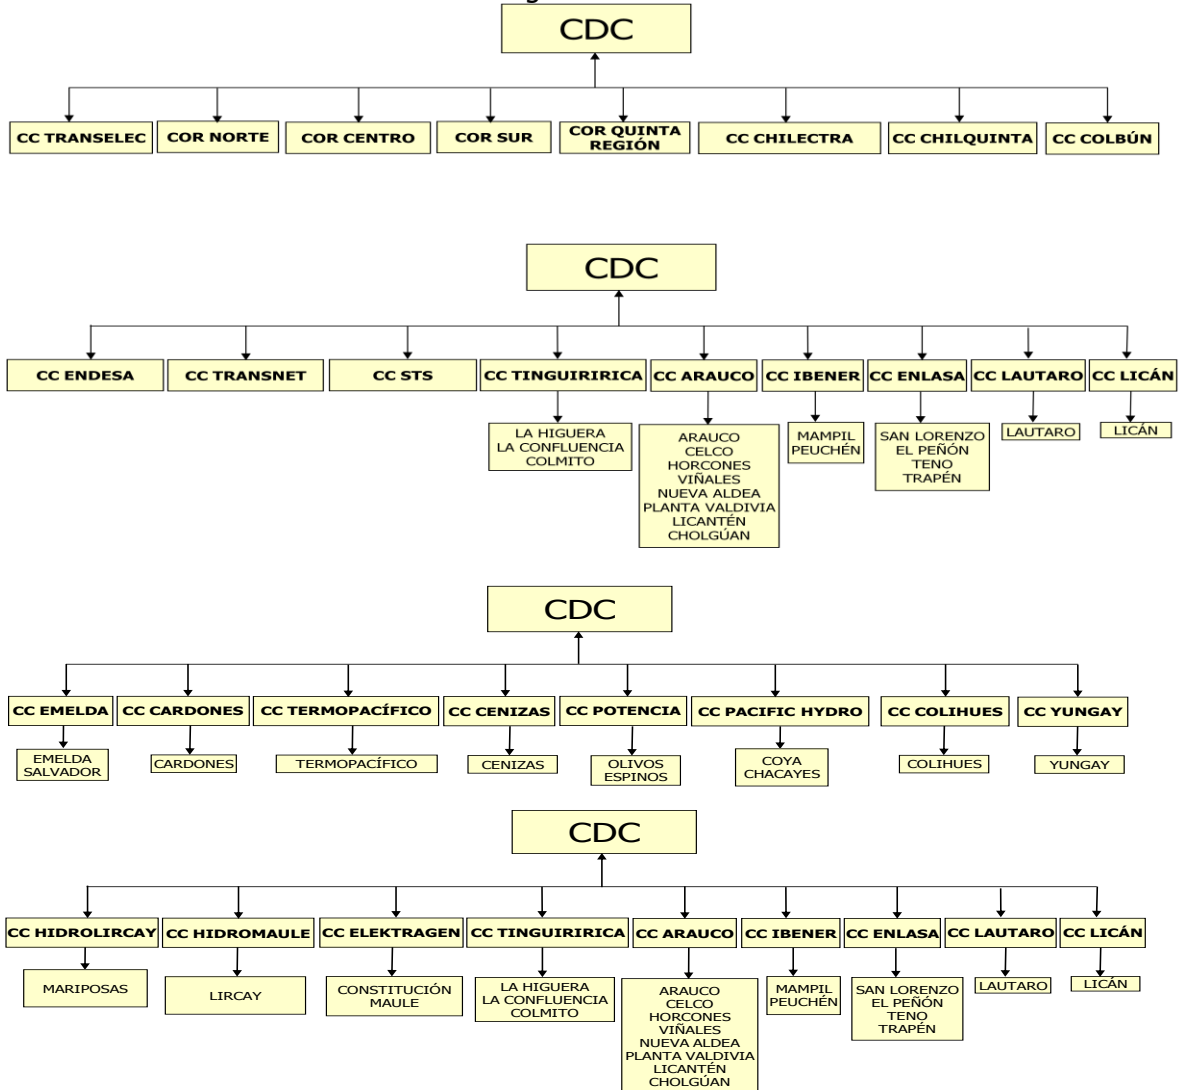 CDC
CC TRANSELEC
COR NORTE
COR CENTRO
COR SUR
COR QUINTA
REGIÓN
CC CHILECTRA
CC CHILQUINTA
CC COLBÚN
CDC
CC ENDESA
CC TRANSNET
CC STS
CC TINGUIRIRICA
CC ARAUCO
CC IBENER
CC ENLASA
CC LAUTARO
CC LICÁN
LA HIGUERA
LA CONFLUENCIA
COLMITO
ARAUCO
CELCO
HORCONES
VIÑALES
NUEVA ALDEA
PLANTA VALDIVIA
LICANTÉN
CHOLGÚAN
MAMPIL
PEUCHÉN
SAN LORENZO
EL PEÑÓN
TENO
TRAPÉN
LAUTARO
LICÁN
CDC
CC EMELDA
CC CARDONES
CC TERMOPACÍFICO
CC CENIZAS
CC POTENCIA
CC PACIFIC HYDRO
CC COLIHUES
CC YUNGAY
EMELDA
SALVADOR
CARDONES
TERMOPACÍFICO
CENIZAS
OLIVOS
ESPINOS
COYA
CHACAYES
COLIHUES
YUNGAY
CDC
CC HIDROLIRCAY
CC HIDROMAULE
CC ELEKTRAGEN
CC TINGUIRIRICA
CC ARAUCO
CC IBENER
CC ENLASA
CC LAUTARO
CC LICÁN
MARIPOSAS
LIRCAY
CONSTITUCIÓN
MAULE
LA HIGUERA
LA CONFLUENCIA
COLMITO
ARAUCO
CELCO
HORCONES
VIÑALES
NUEVA ALDEA
PLANTA VALDIVIA
LICANTÉN
CHOLGÚAN
MAMPIL
PEUCHÉN
SAN LORENZO
EL PEÑÓN
TENO
TRAPÉN
LAUTARO
LICÁN